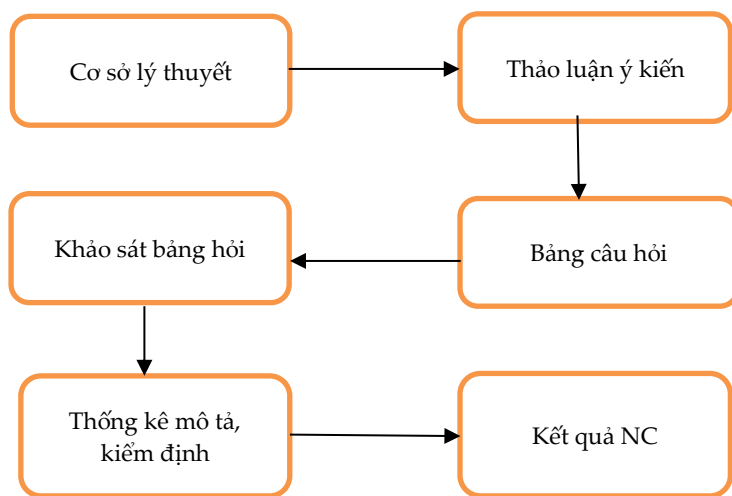 Cơ sở lý thuyết
Thảo luận ý kiến
Bảng câu hỏi
Khảo sát bảng hỏi
Thống kê mô tả,
kiểm định
Kết quả NC